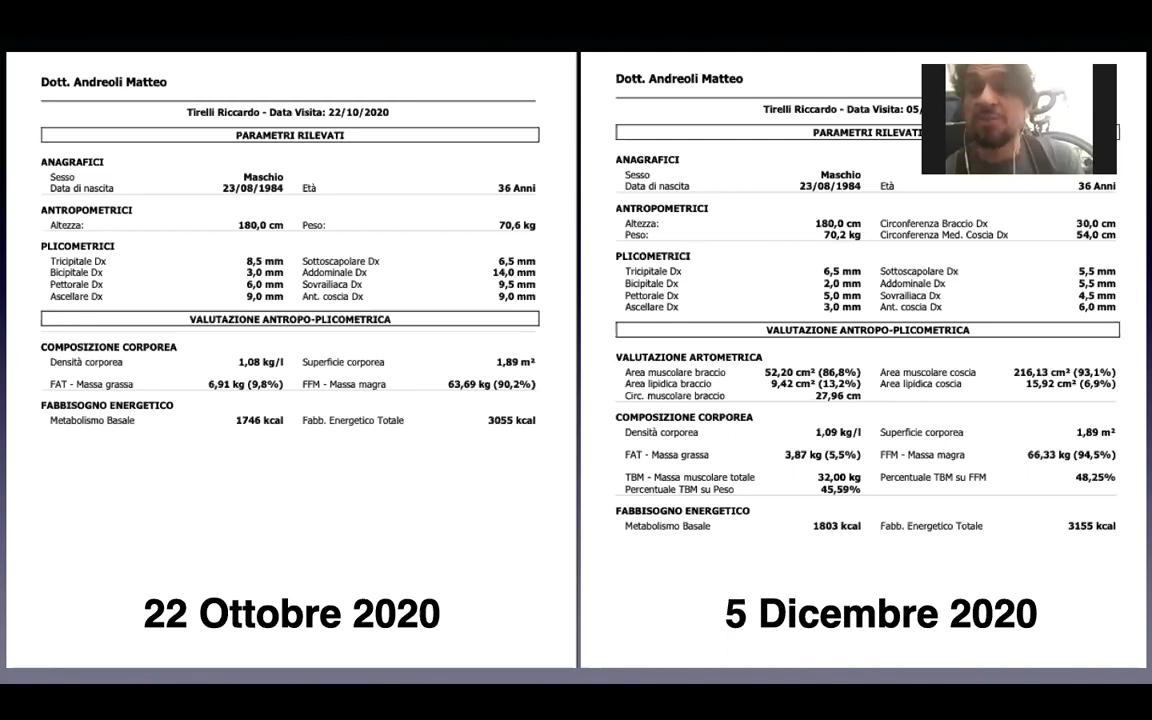 Dott. Andreoli Matteo
Tirelli Riccardo - Data Visita: 22/10/2020
PARAMETRI RILEVATI
ANAGRAFICI
Sesso Maschio
Data di nascita 23/08/1984 Età 36 Anni
ANTROPOMETRICI
Altezza: 180,0 cm Peso: 70,6 kg
PLICOMETRICI
Tricipitale Dx 8,5 mm Sottoscapolare Dx 6,5 mm
Bicipitale Dx 3,0 mm Addominale Dx 14,0 mm
Pettorale Dx 6,0 mm Sovrailiaca Dx 9,5 mm
Ascellare Dx 9,0 mm Ant. coscia Dx 9,0 mm
VALUTAZIONE ANTROPO-PLICOMETRICA
COMPOSIZIONE CORPOREA
Densità corporea 1,08 kg/l Superficie corporea 1,89 m²
FAT - Massa grassa 6,91 kg (9,8%) FFM - Massa magra 63,69 kg (90,2%)
FABBISOGNO ENERGETICO
Metabolismo Basale 1746 kcal Fabb. Energetico Totale 3055 kcal
22 Ottobre 2020
Dott. Andreoli Matteo
Tirelli Riccardo - Data Visita: 05/
PARAMETRI RILEVATI
ANAGRAFICI
Sesso Maschio
Data di nascita 23/08/1984 Età 36 Anni
ANTROPOMETRICI
Altezza: 180,0 cm Circonferenza Braccio Dx 30,0 cm
Peso: 70,2 kg Circonferenza Med. Coscia Dx 54,0 cm
PLICOMETRICI
Tricipitale Dx 6,5 mm Sottoscapolare Dx 5,5 mm
Bicipitale Dx 2,0 mm Addominale Dx 5,5 mm
Pettorale Dx 5,0 mm Sovrailiaca Dx 4,5 mm
Ascellare Dx 3,0 mm Ant. coscia Dx 6,0 mm
VALUTAZIONE ANTROPO-PLICOMETRICA
VALUTAZIONE ARTOMETRICA
Area muscolare braccio 52,20 cm² (86,8%) Area muscolare coscia 216,13 cm² (93,1%)
Area lipidica braccio 9,42 cm² (13,2%) Area lipidica coscia 15,92 cm² (6,9%)
Circ. muscolare braccio 27,96 cm
COMPOSIZIONE CORPOREA
Densità corporea 1,09 kg/l Superficie corporea 1,89 m²
FAT - Massa grassa 3,87 kg (5,5%) FFM - Massa magra 66,33 kg (94,5%)
TBM - Massa muscolare totale 32,00 kg Percentuale TBM su FFM 48,25%
Percentuale TBM su Peso 45,59%
FABBISOGNO ENERGETICO
Metabolismo Basale 1803 kcal Fabb. Energetico Totale 3155 kcal
5 Dicembre 2020